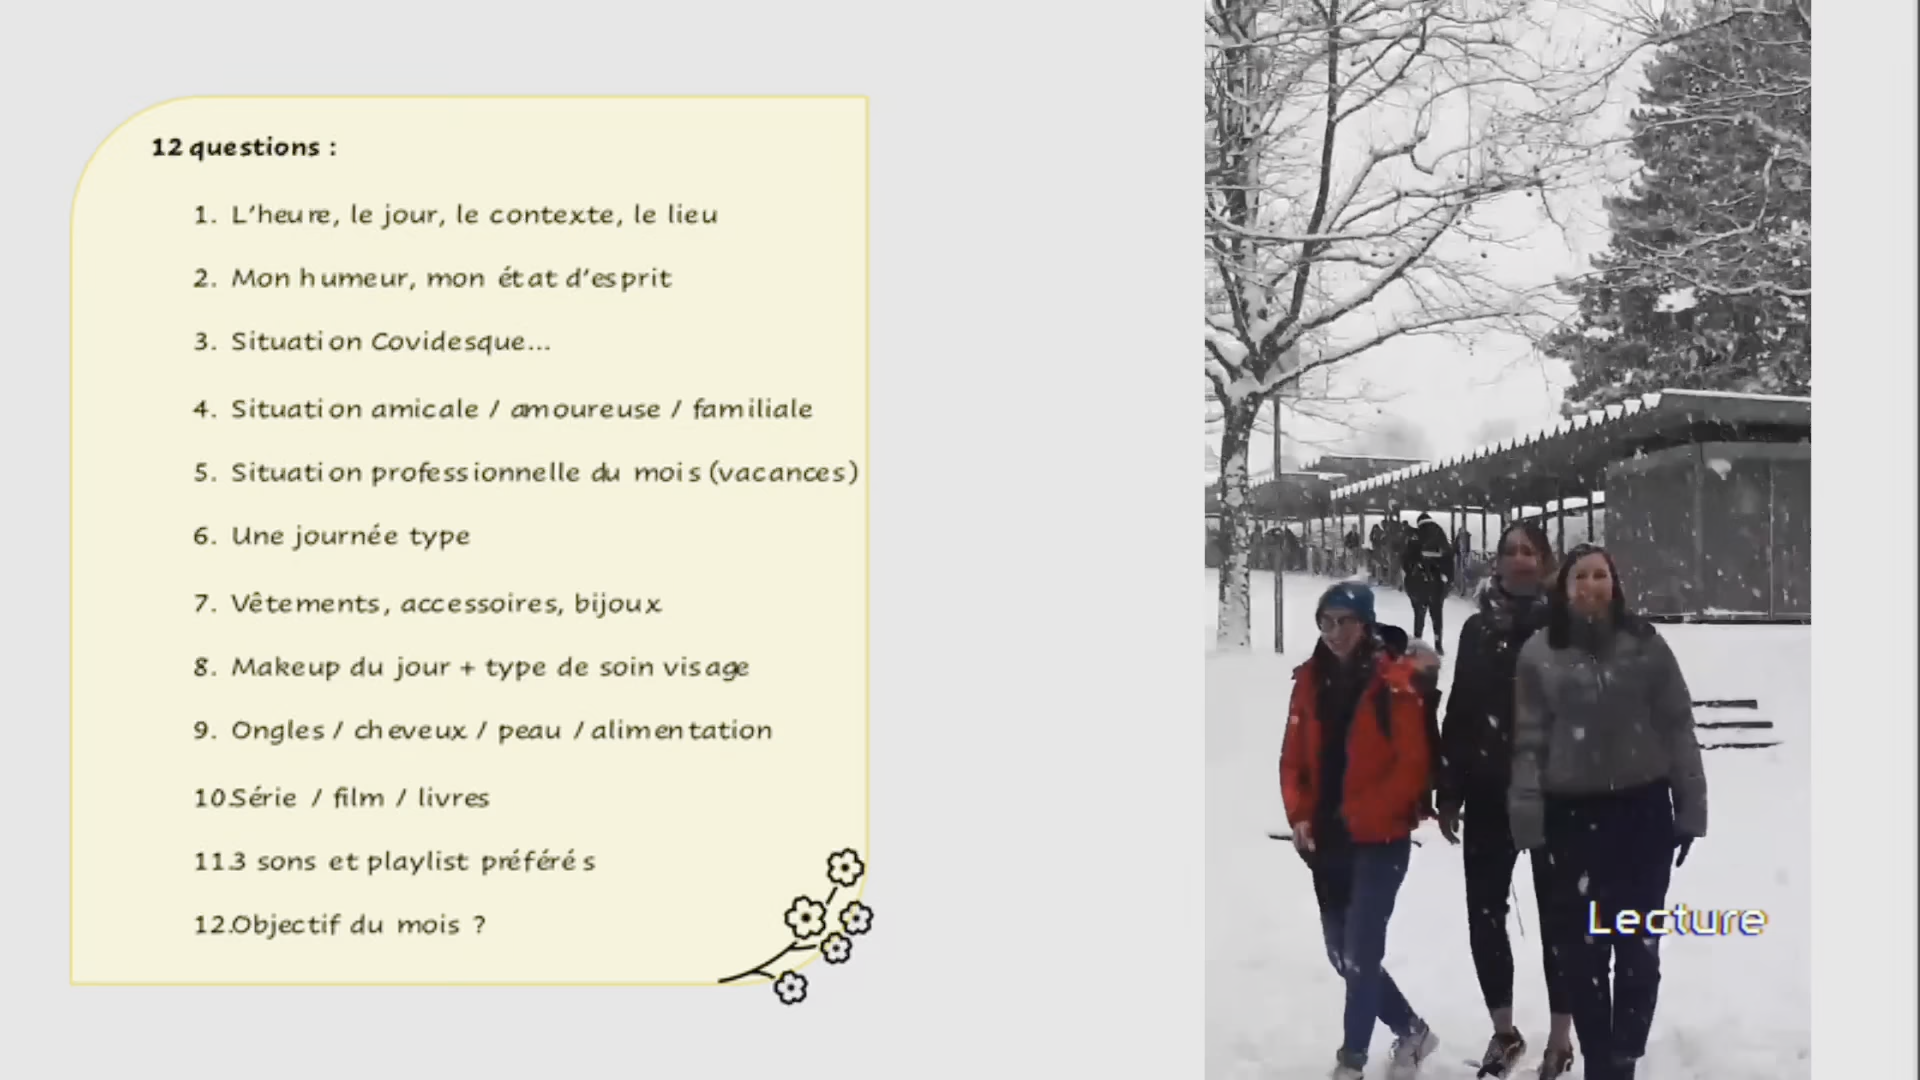 12 questions :
1. L'heure, le jour, le contexte, le lieu
2. Mon humeur, mon état d'esprit
3. Situation Covidesque...
4. Situation amicale / amoureuse / familiale
5. Situation professionnelle du mois (vacances)
6. Une journée type
7. Vêtements, accessoires, bijoux
8. Makeup du jour + type de soin visage
9. Ongles / cheveux / peau / alimentation
10.Série / film / livres
11.3 sons et playlist préférés
12.Objectif du mois ?
Lecture